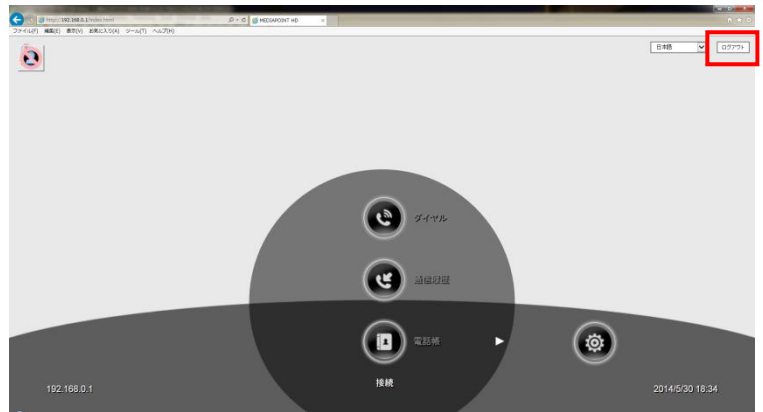 http://192.168.0.1/index.html
MEDIAPOINT HD
ファイル(F) 編集(E) 表示(V) お気に入り(A) ツール(T) ヘルプ(H)
日本語
ログアウト
ダイヤル
通信履歴
電話帳
接続
192.168.0.1
2014/5/30 18:34